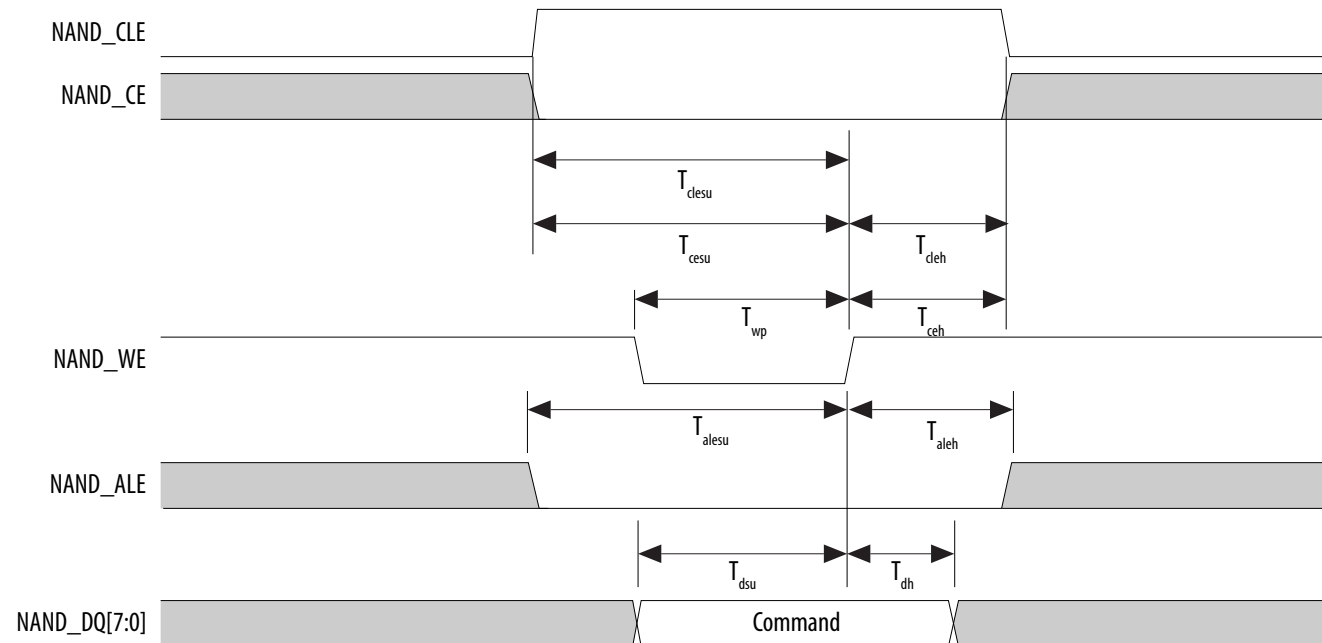 NAND_CLE
NAND_CE
T_clesu
T_cesu
T_cleh
T_wp
T_ceh
NAND_WE
T_alesu
T_aleh
NAND_ALE
T_dsu
T_dh
NAND_DQ[7:0]
Command